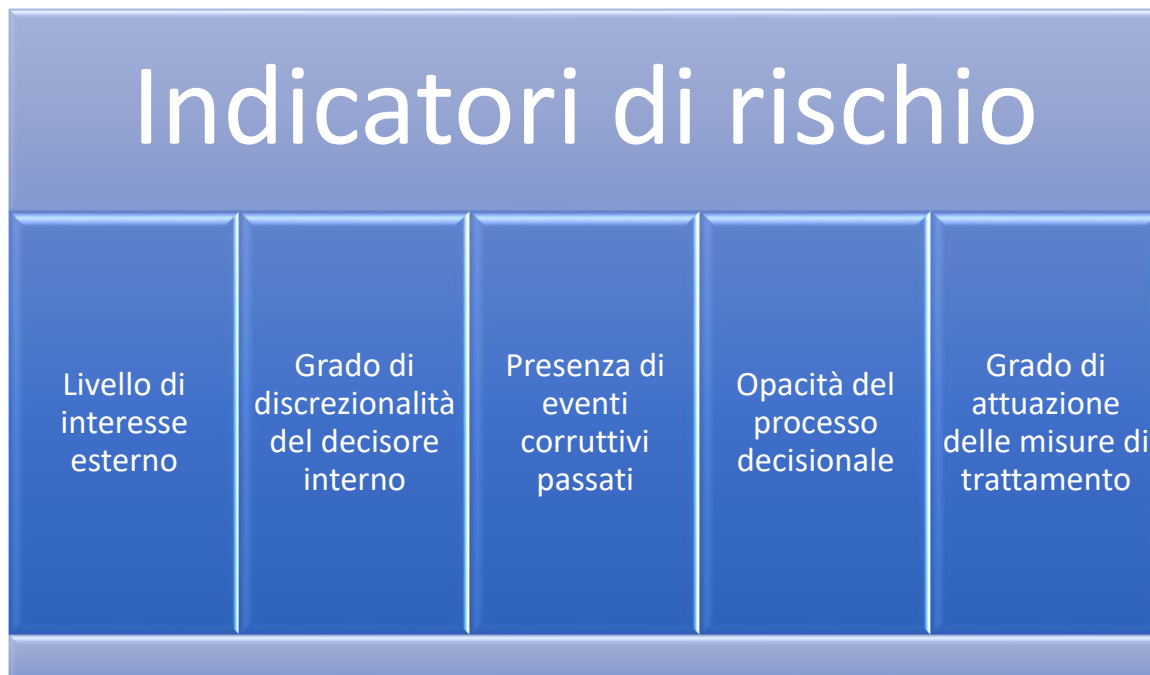 Indicatori di rischio
Livello di
interesse
esterno
Grado di
discrezionalità
del decisore
interno
Presenza di
eventi
corruttivi
passati
Opacità del
processo
decisionale
Grado di
attuazione
delle misure di
trattamento